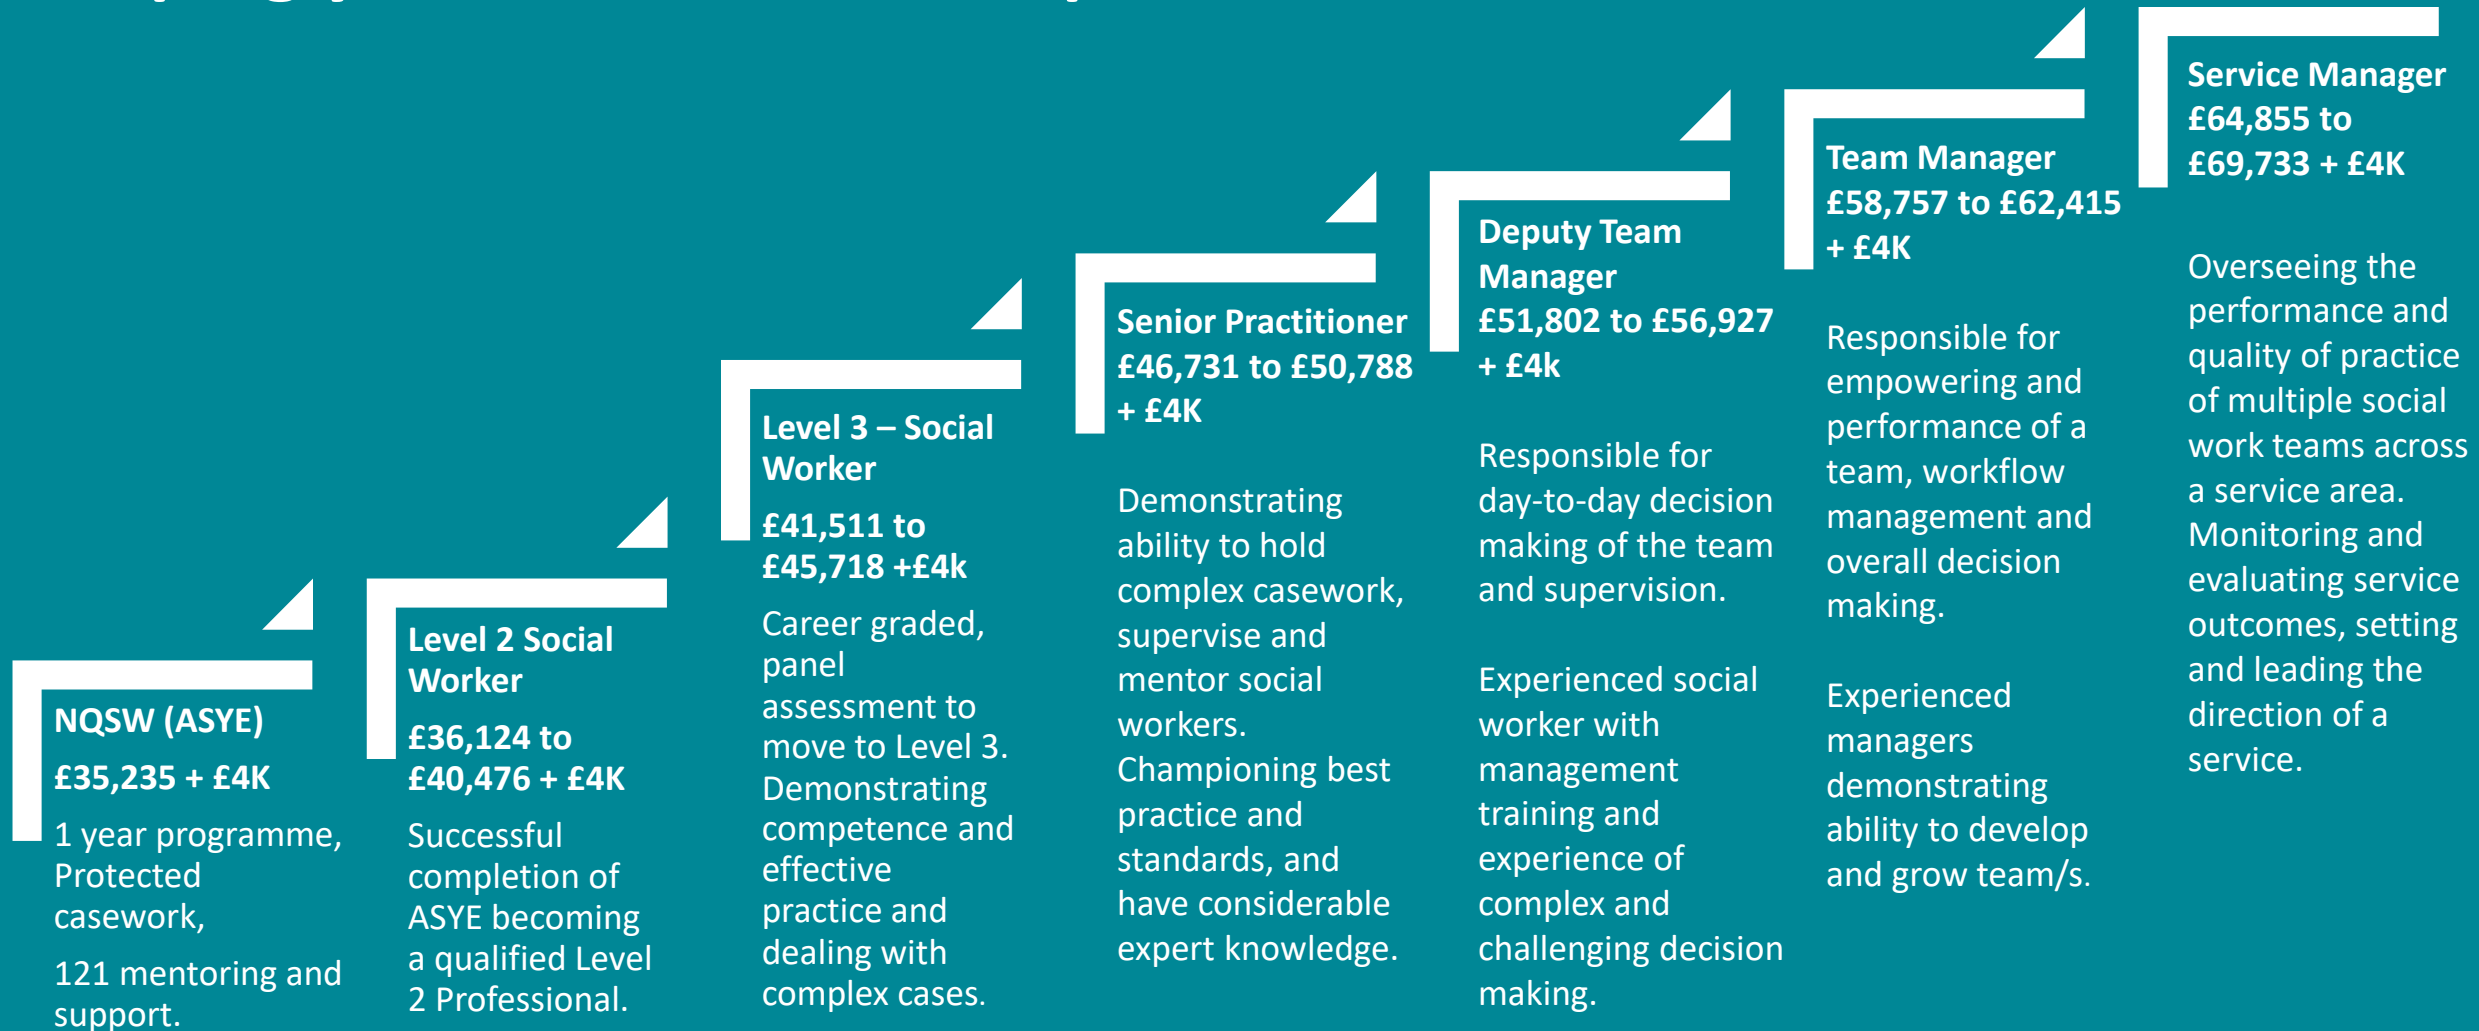 NQSW (ASYE)
£35,235 + £4K
1 year programme,
Protected
casework,
121 mentoring and
support.
Level 2 Social
Worker
£36,124 to
£40,476 + £4K
Successful
completion of
ASYE becoming
a qualified Level
2 Professional.
Level 3 – Social
Worker
£41,511 to
£45,718 +£4k
Career graded,
panel
assessment to
move to Level 3.
Demonstrating
competence and
effective
practice and
dealing with
complex cases.
Senior Practitioner
£46,731 to £50,788
+ £4K
Demonstrating
ability to hold
complex casework,
supervise and
mentor social
workers.
Championing best
practice and
standards, and
have considerable
expert knowledge.
Deputy Team
Manager
£51,802 to £56,927
+ £4k
Responsible for
day-to-day decision
making of the team
and supervision.
Experienced social
worker with
management
training and
experience of
complex and
challenging decision
making.
Team Manager
£58,757 to £62,415
+ £4K
Responsible for
empowering and
performance of a
team, workflow
management and
overall decision
making.
Experienced
managers
demonstrating
ability to develop
and grow team/s.
Service Manager
£64,855 to
£69,733 + £4K
Overseeing the
performance and
quality of practice
of multiple social
work teams across
a service area.
Monitoring and
evaluating service
outcomes, setting
and leading the
direction of a
service.